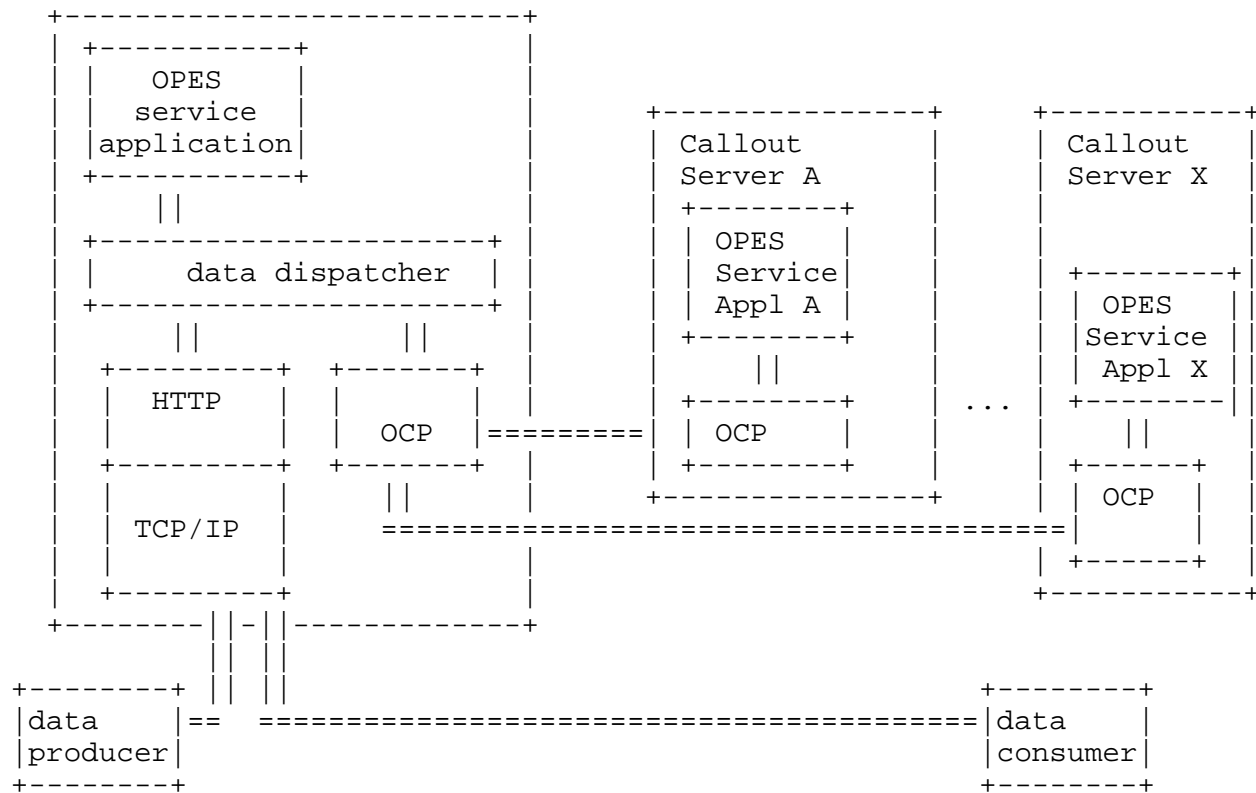 OPES
service
application
data dispatcher
HTTP
OCP
TCP/IP
Callout
Server A
OPES
Service
Appl A
OCP
...
Callout
Server X
OPES
Service
Appl X
OCP
data
producer
data
consumer